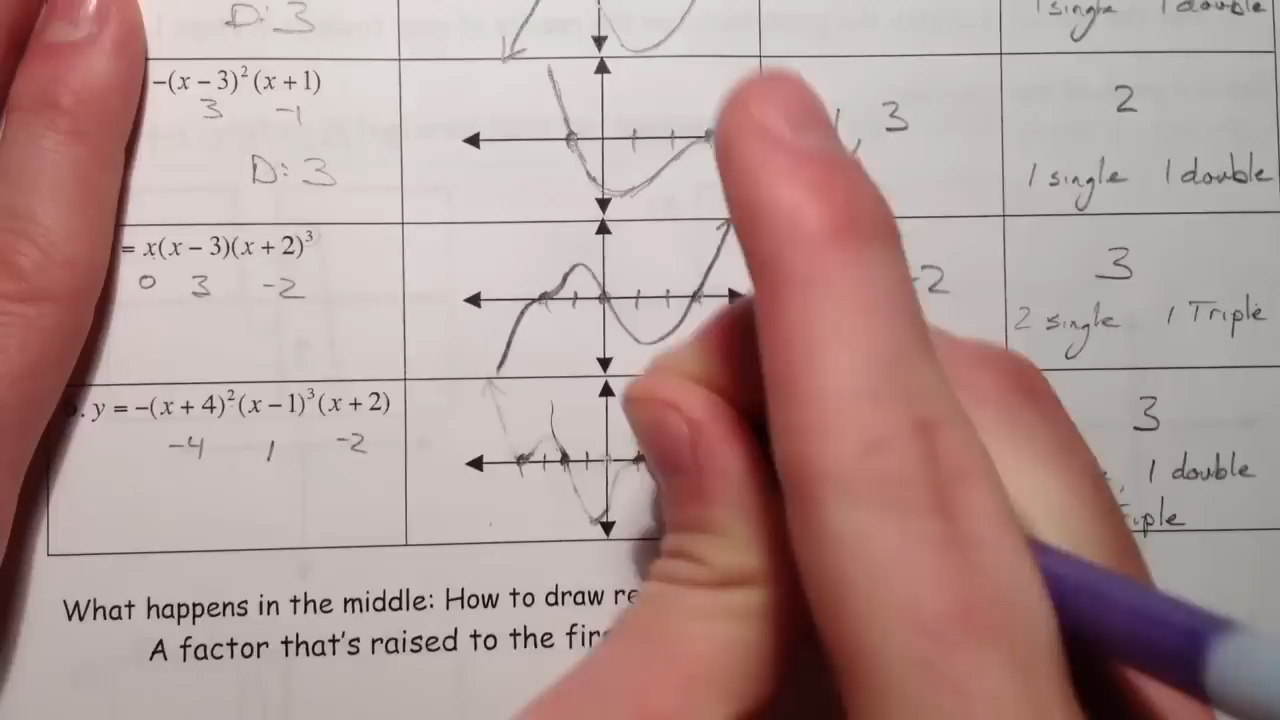 D: 3
1 single 1 double
-(x - 3)²(x + 1)
3 -1
D: 3
, 3
2
1 single 1 double
= x(x - 3)(x + 2)³
0 3 -2
-2
3
2 single 1 Triple
. y = -(x + 4)²(x - 1)³(x + 2)
-4 1 -2
3
, 1 double
What happens in the middle: How to draw
A factor that's raised to the